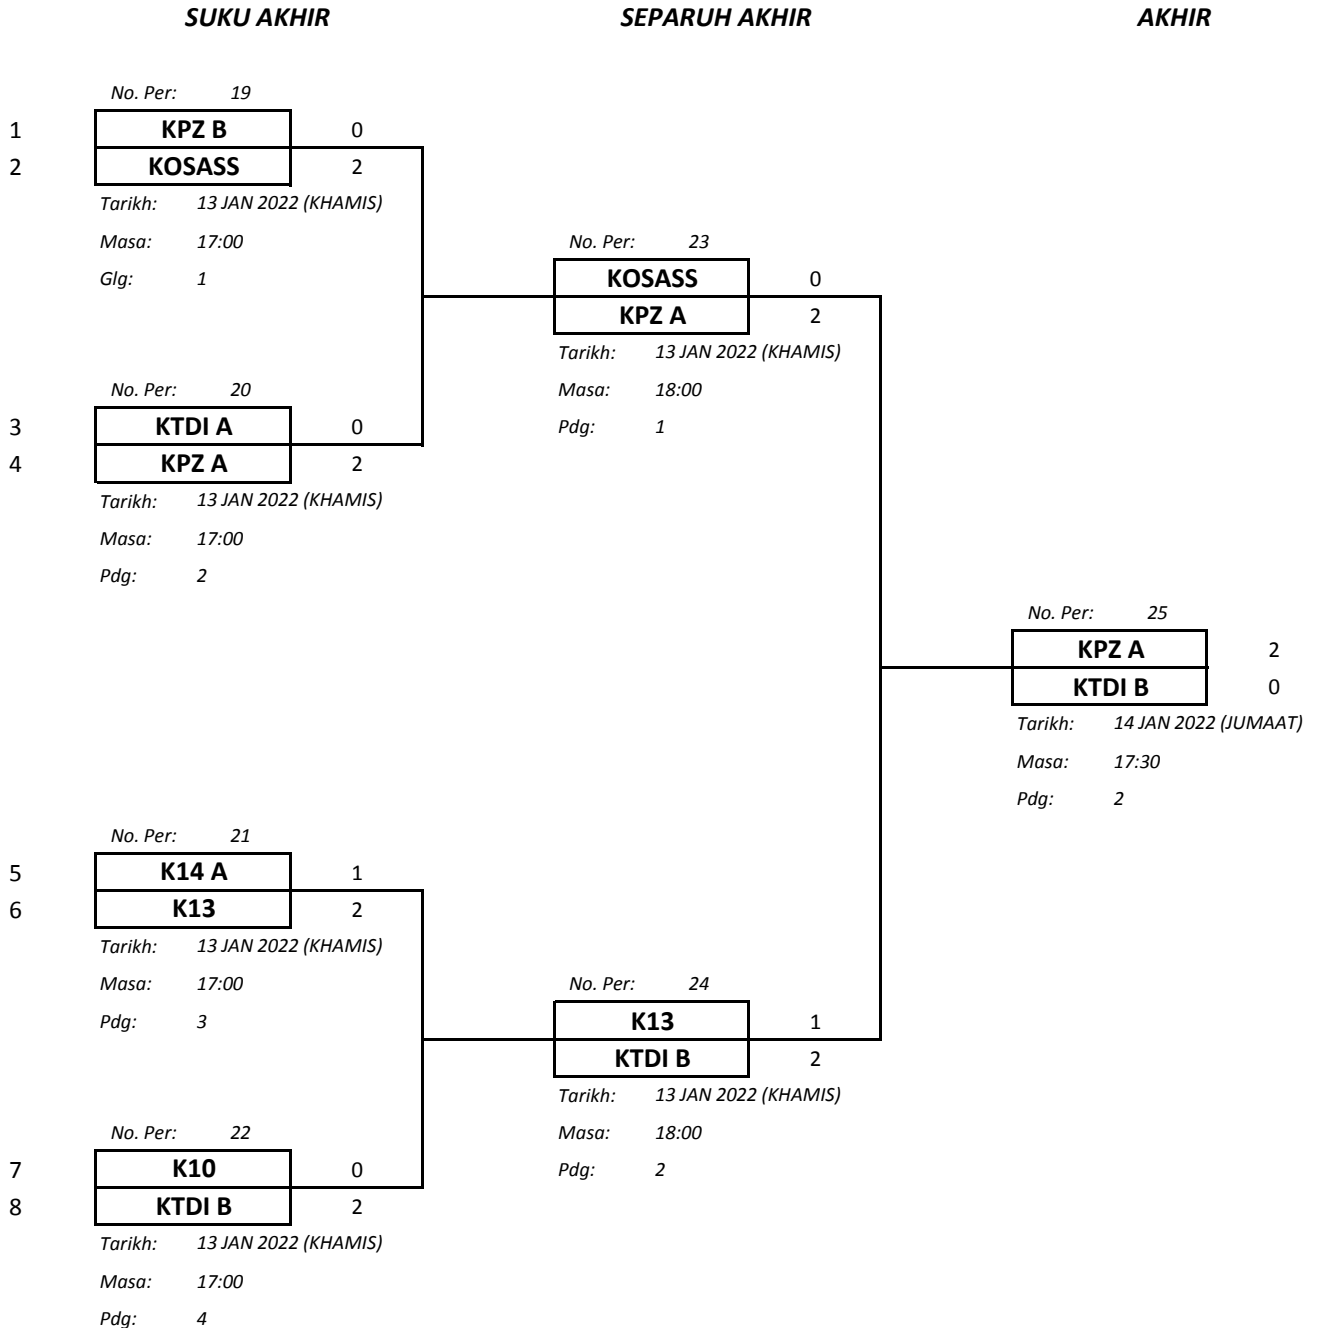 SUKU AKHIR SEPARUH AKHIR AKHIR
No. Per: 19
1 KPZ B 0
2 KOSASS 2
Tarikh: 13 JAN 2022 (KHAMIS)
Masa: 17:00
Glg: 1
No. Per: 20
3 KTDI A 0
4 KPZ A 2
Tarikh: 13 JAN 2022 (KHAMIS)
Masa: 17:00
Pdg: 2
No. Per: 21
5 K14 A 1
6 K13 2
Tarikh: 13 JAN 2022 (KHAMIS)
Masa: 17:00
Pdg: 3
No. Per: 22
7 K10 0
8 KTDI B 2
Tarikh: 13 JAN 2022 (KHAMIS)
Masa: 17:00
Pdg: 4
No. Per: 23
KOSASS 0
KPZ A 2
Tarikh: 13 JAN 2022 (KHAMIS)
Masa: 18:00
Pdg: 1
No. Per: 24
K13 1
KTDI B 2
Tarikh: 13 JAN 2022 (KHAMIS)
Masa: 18:00
Pdg: 2
No. Per: 25
KPZ A 2
KTDI B 0
Tarikh: 14 JAN 2022 (JUMAAT)
Masa: 17:30
Pdg: 2